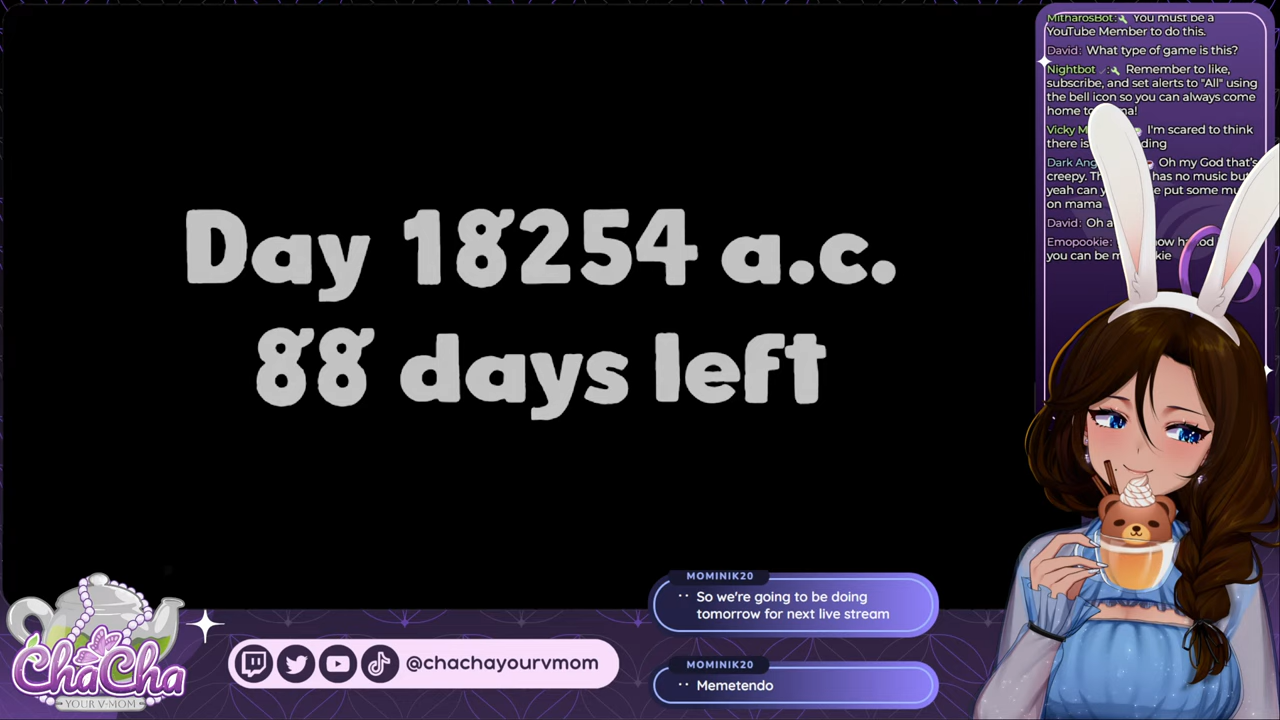 Day 18254 a.c.
88 days left
MitharosBot: You must be a
YouTube Member to do this.
David: What type of game is this?
Nightbot Remember to like,
subscribe, and set alerts to "All" using
the bell icon so you can always come
home
Vicky I'm scared to think
there is
Dark Oh my God that's
creepy. has no music but
yeah can put some
on mama
David: Oh
Emopookie:
you can be
MOMINIK20
So we're going to be doing
tomorrow for next live stream
MOMINIK20
Memetendo
@chachayourvmom
ChaCha
YOUR V-MOM